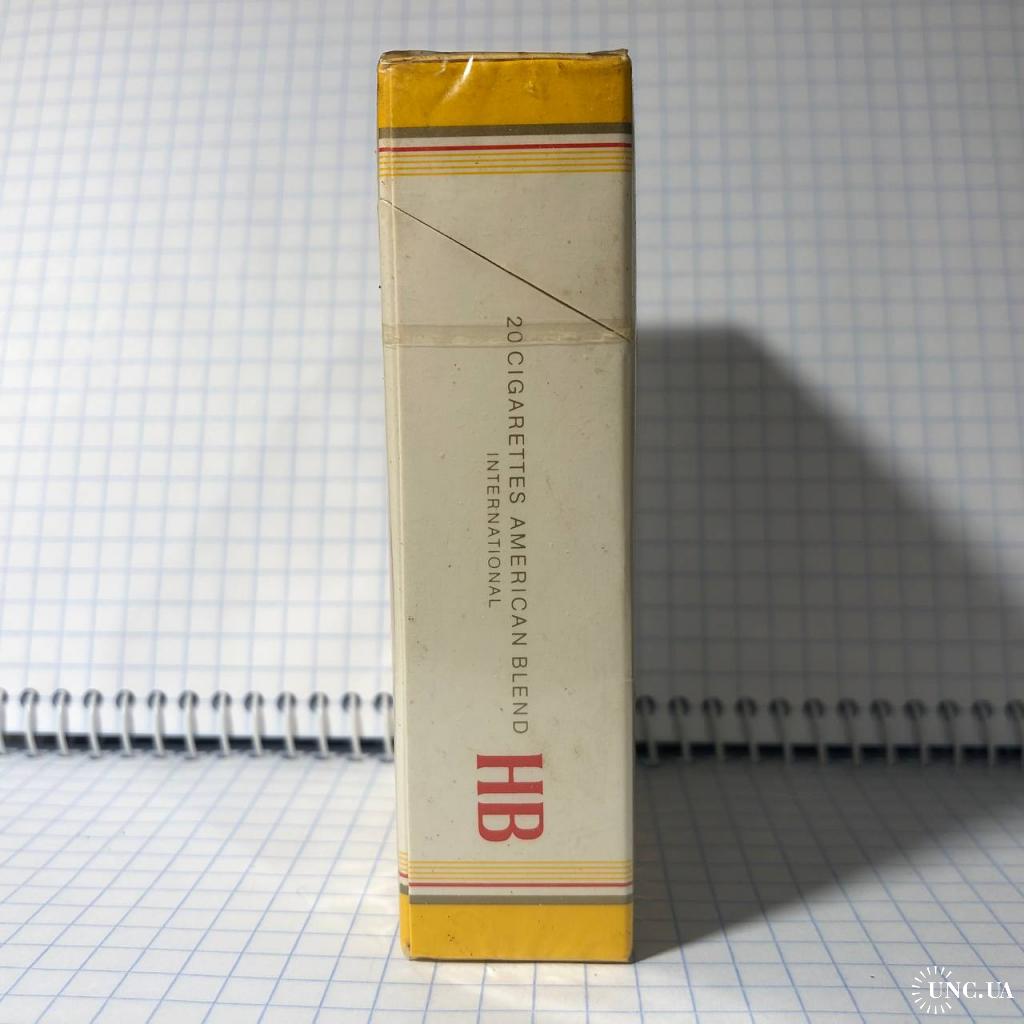 20 CIGARETTES AMERICAN BLEND
INTERNATIONAL
HB
UNC.UA